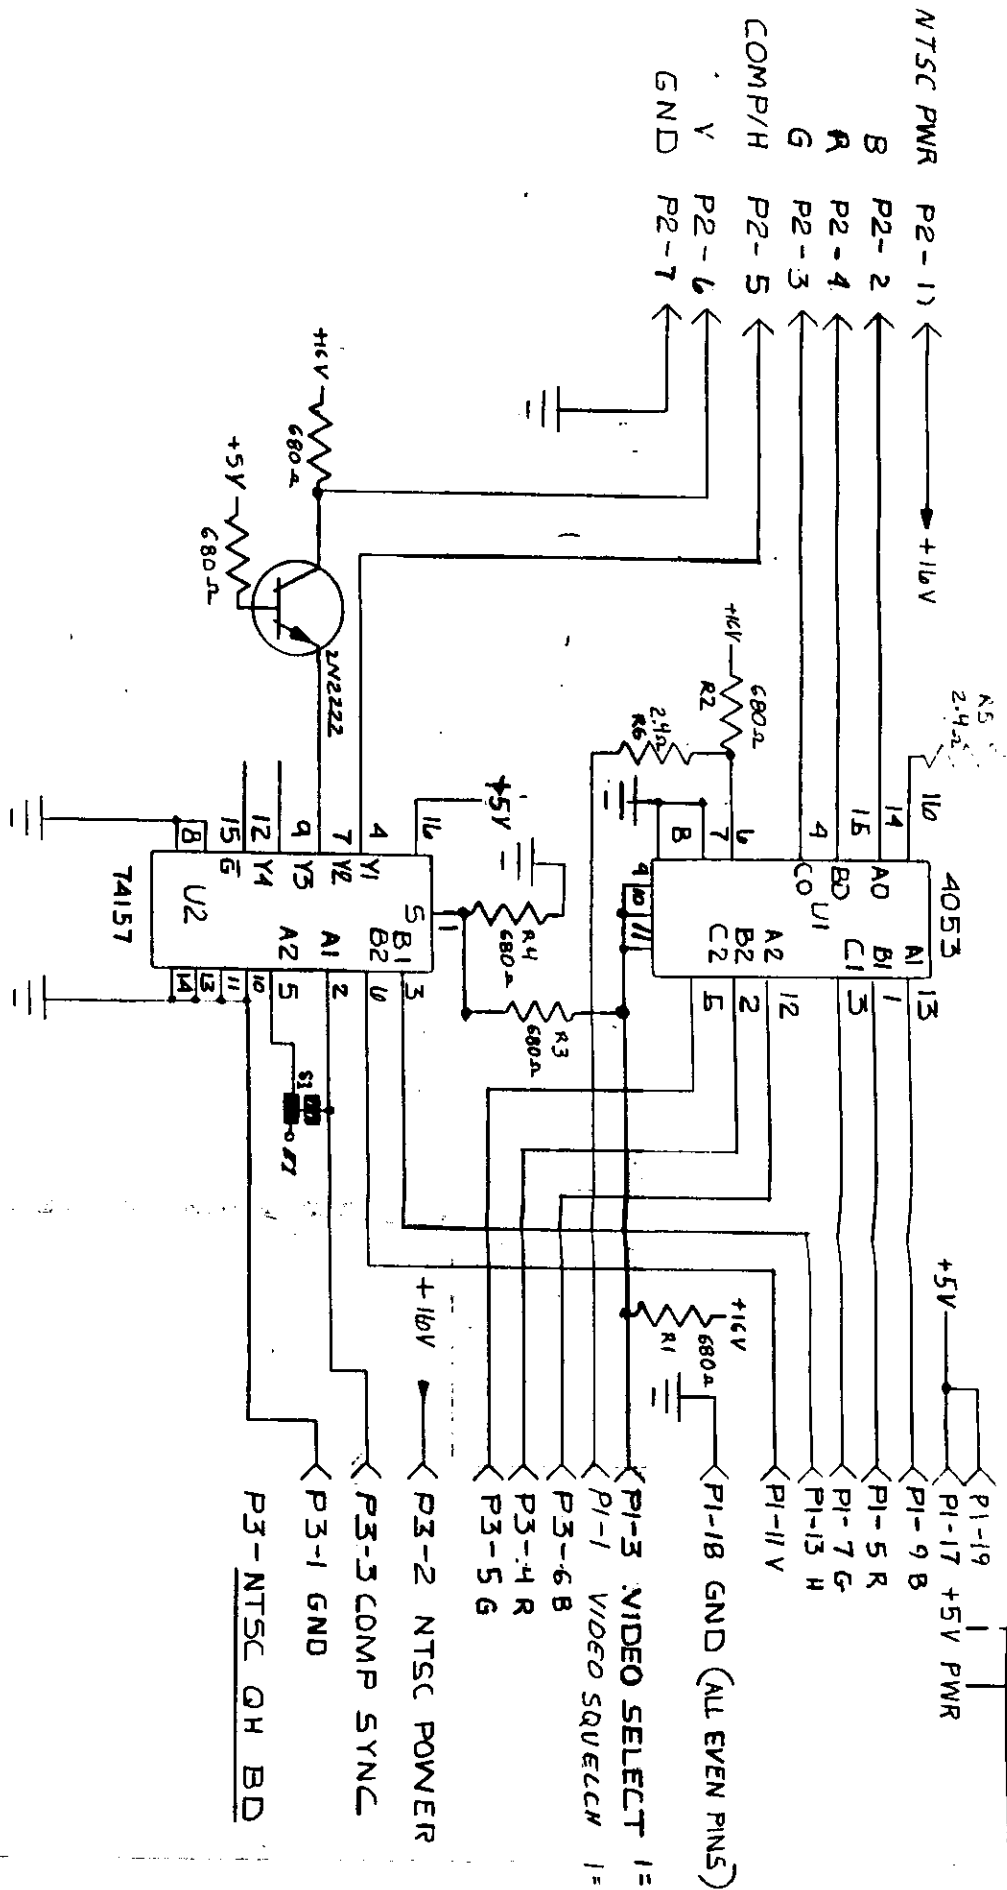 NTSC PWR P2-1) +16V
B P2-2
R P2-4
G P2-3
COMP/H P2-5
V P2-6
GND P2-7
+16V
680Ω
+5V
680Ω
2N2222
R5
2.4Ω
+16V
680Ω
R2
2.4Ω
R6
4053
U1
16
14 A0
15 B0
4 C0
6
7
8
9 10 11
A1 13
B1 1
C1 3
A2 12
B2 2
C2 5
+5V
R4
680Ω
R3
680Ω
16
4 Y1
7 Y2
9 Y3
12 Y4
15 G
8
S 1
B1 3
B2 6
A1 2
A2 5
10
11
13
14
U2
74157
S1
+16V
R1
680Ω
+5V
P1-19
P1-17 +5V PWR
P1-9 B
P1-5 R
P1-7 G
P1-13 H
P1-11 V
P1-18 GND (ALL EVEN PINS)
P1-3 VIDEO SELECT 1=
P1-1 VIDEO SQUELCH 1=
P3-6 B
P3-4 R
P3-5 G
+16V P3-2 NTSC POWER
P3-3 COMP SYNC
P3-1 GND
P3-NTSC QH BD